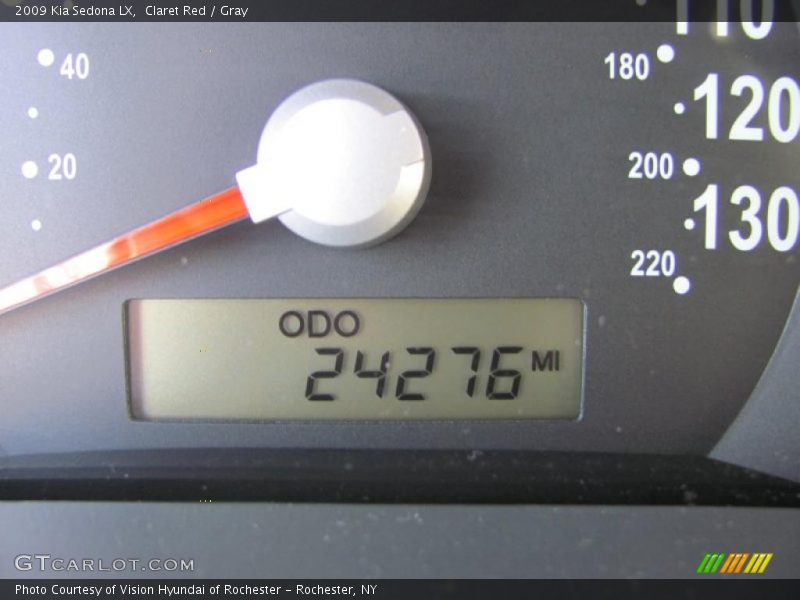 2009 Kia Sedona LX, Claret Red / Gray
110
40
180
120
20
200
130
220
ODO
24276 MI
GTCARLOT.COM
Photo Courtesy of Vision Hyundai of Rochester - Rochester, NY